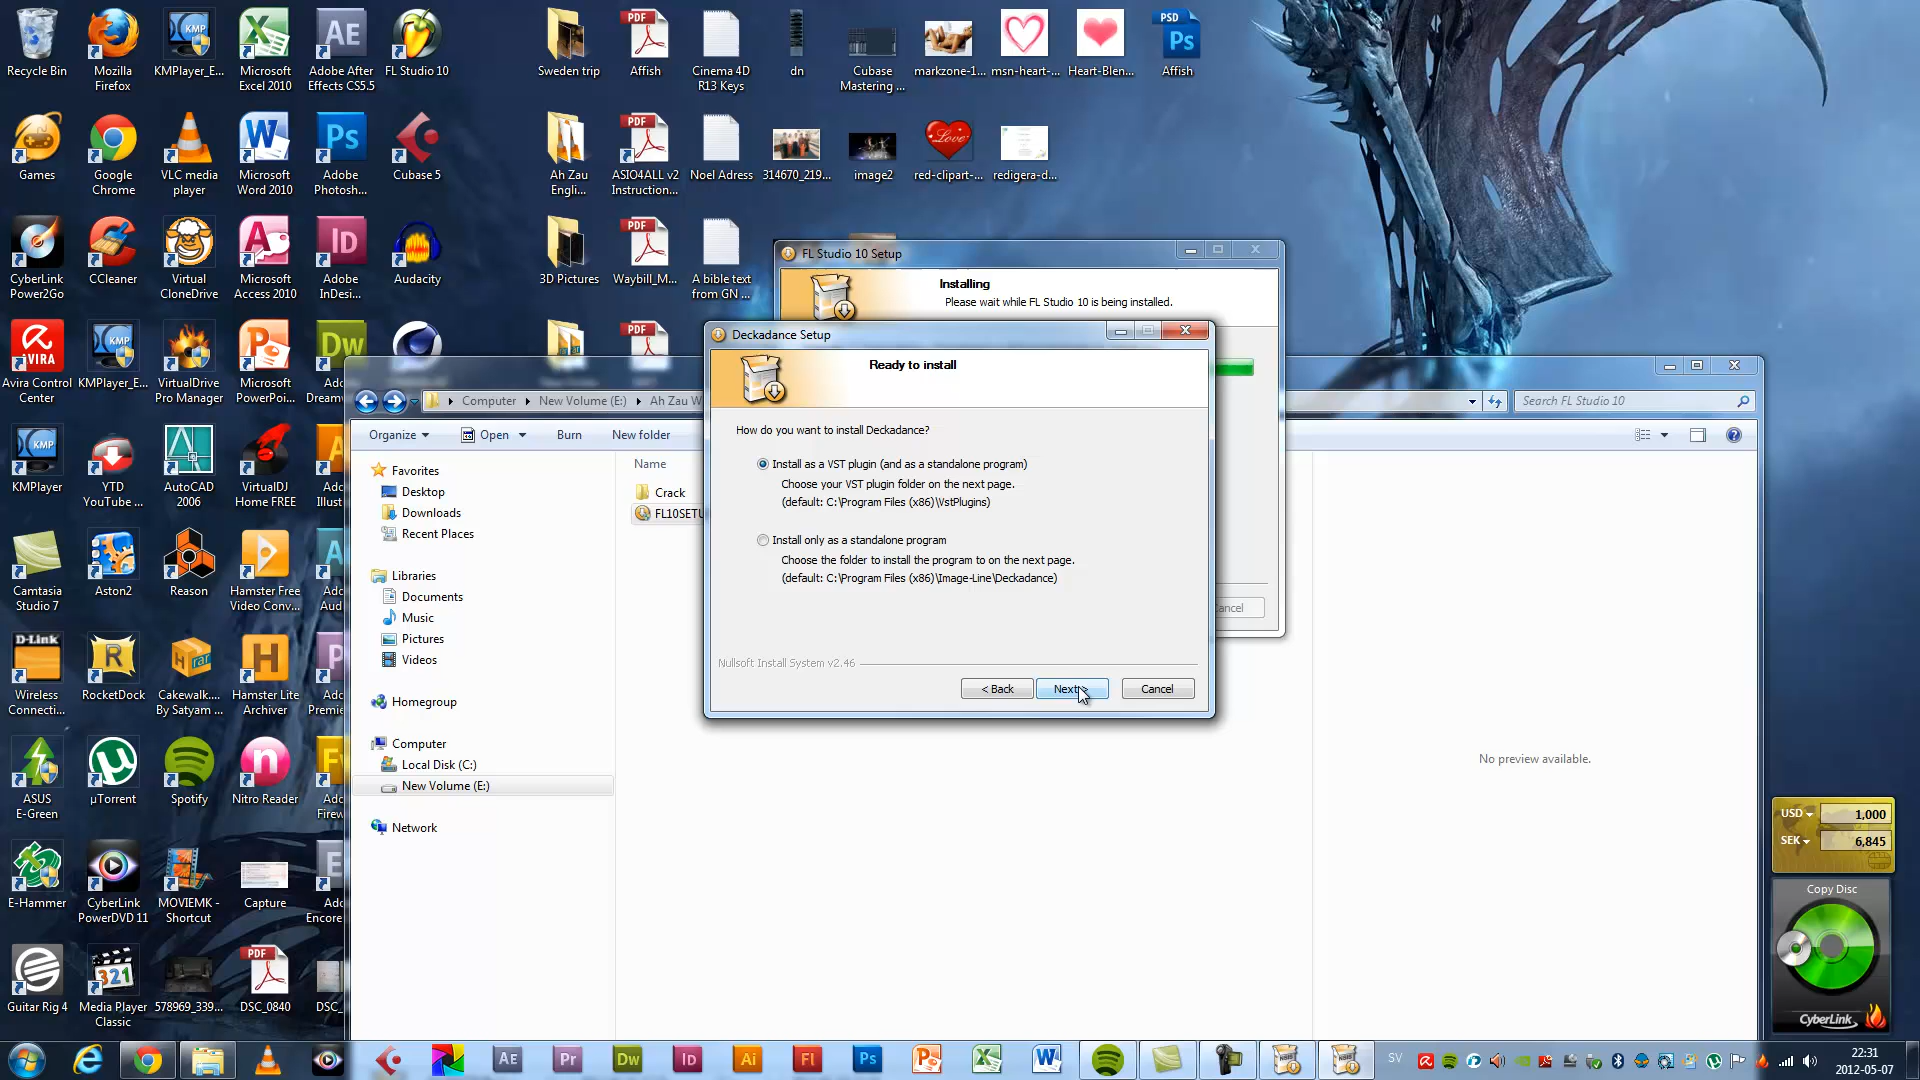 Recycle Bin
Mozilla
Firefox
KMPlayer_E...
Microsoft
Excel 2010
Adobe After
Effects CS5.5
FL Studio 10
Sweden trip
Affish
Cinema 4D
R13 Keys
dn
Cubase
Mastering ...
markzone-1...
msn-heart-...
Heart-Blen...
Affish
Games
Google
Chrome
VLC media
player
Microsoft
Word 2010
Adobe
Photosh...
Cubase 5
Ah Zau
Engli...
ASIO4ALL v2
Instruction...
Noel Adress
314670_219...
image2
red-clipart-...
redigera-d...
CyberLink
Power2Go
CCleaner
Virtual
CloneDrive
Microsoft
Access 2010
Adobe
InDesi...
Audacity
3D Pictures
Waybill_M...
A bible text
from GN ...
Avira Control
Center
KMPlayer_E...
VirtualDrive
Pro Manager
Microsoft
PowerPoi...
KMPlayer
YTD
YouTube ...
AutoCAD
2006
VirtualDJ
Home FREE
Camtasia
Studio 7
Aston2
Reason
Hamster Free
Video Conv...
Wireless
Connecti...
RocketDock
Cakewalk....
By Satyam ...
Hamster Lite
Archiver
ASUS
E-Green
µTorrent
Spotify
Nitro Reader
E-Hammer
CyberLink
PowerDVD 11
MOVIEMK -
Shortcut
Capture
Guitar Rig 4
Media Player
Classic
578969_339...
DSC_0840
FL Studio 10 Setup
Installing
Please wait while FL Studio 10 is being installed.
Deckadance Setup
Ready to install
How do you want to install Deckadance?
Install as a VST plugin (and as a standalone program)
Choose your VST plugin folder on the next page.
(default: C:\Program Files (x86)\VstPlugins)
Install only as a standalone program
Choose the folder to install the program to on the next page.
(default: C:\Program Files (x86)\Image-Line\Deckadance)
Nullsoft Install System v2.46
< Back
Next >
Cancel
Computer
New Volume (E:)
Ah Zau W
Search FL Studio 10
Organize
Open
Burn
New folder
Name
Crack
FL10SETU
Favorites
Desktop
Downloads
Recent Places
Libraries
Documents
Music
Pictures
Videos
Homegroup
Computer
Local Disk (C:)
New Volume (E:)
Network
No preview available.
USD
1,000
SEK
6,845
Copy Disc
CyberLink
SV
22:31
2012-05-07